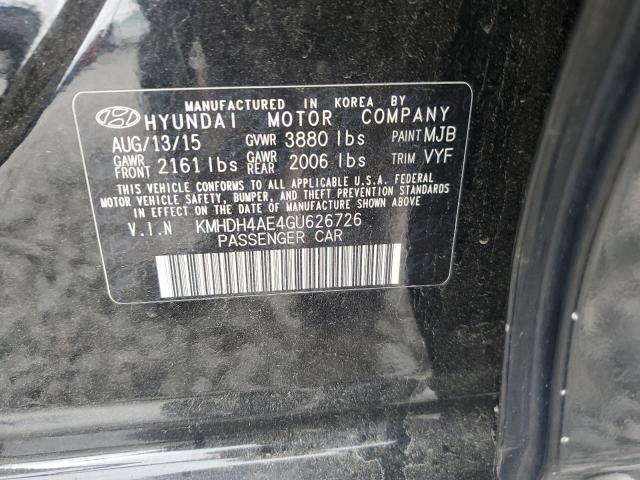 MANUFACTURED IN KOREA BY
HYUNDAI MOTOR COMPANY
AUG/13/15 GVWR 3880 lbs PAINT MJB
GAWR FRONT 2161 lbs GAWR REAR 2006 lbs TRIM VYF
THIS VEHICLE CONFORMS TO ALL APPLICABLE U.S.A. FEDERAL
MOTOR VEHICLE SAFETY, BUMPER, AND THEFT PREVENTION STANDARDS
IN EFFECT ON THE DATE OF MANUFACTURE SHOWN ABOVE.
V.I.N KMHDH4AE4GU626726
PASSENGER CAR